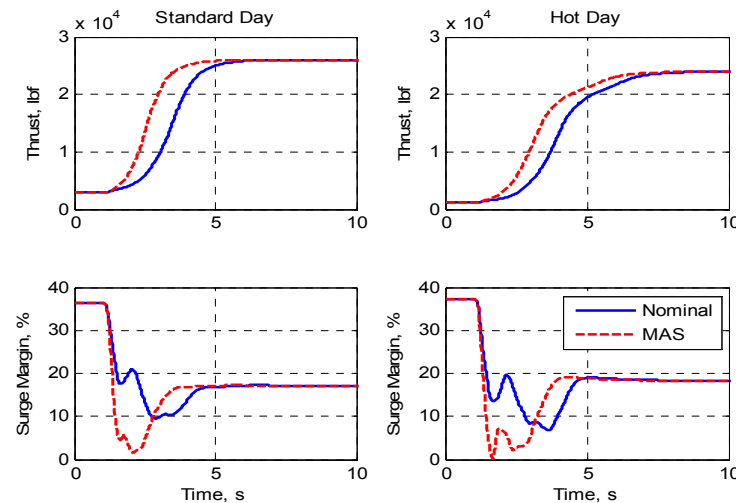 Standard Day
Hot Day
x 10⁴
x 10⁴
Thrust, lbf
3
2
1
0
0
5
10
Thrust, lbf
3
2
1
0
0
5
10
Surge Margin, %
40
30
20
10
0
0
5
10
Time, s
Surge Margin, %
40
30
20
10
0
0
5
10
Time, s
Nominal
MAS